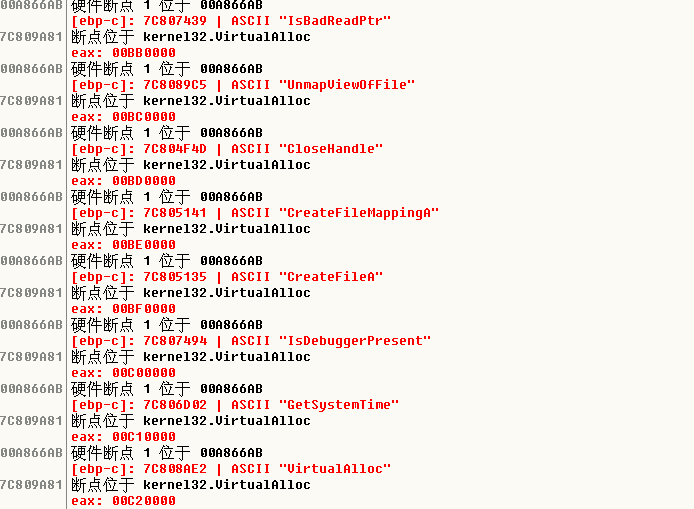 00A866AB 硬件断点 1 位于 00A866AB
[ebp-c]: 7C807439 | ASCII "IsBadReadPtr"
7C809A81 断点位于 kernel32.VirtualAlloc
eax: 00BB0000
00A866AB 硬件断点 1 位于 00A866AB
[ebp-c]: 7C8089C5 | ASCII "UnmapViewOfFile"
7C809A81 断点位于 kernel32.VirtualAlloc
eax: 00BC0000
00A866AB 硬件断点 1 位于 00A866AB
[ebp-c]: 7C804F4D | ASCII "CloseHandle"
7C809A81 断点位于 kernel32.VirtualAlloc
eax: 00BD0000
00A866AB 硬件断点 1 位于 00A866AB
[ebp-c]: 7C805141 | ASCII "CreateFileMappingA"
7C809A81 断点位于 kernel32.VirtualAlloc
eax: 00BE0000
00A866AB 硬件断点 1 位于 00A866AB
[ebp-c]: 7C805135 | ASCII "CreateFileA"
7C809A81 断点位于 kernel32.VirtualAlloc
eax: 00BF0000
00A866AB 硬件断点 1 位于 00A866AB
[ebp-c]: 7C807494 | ASCII "IsDebuggerPresent"
7C809A81 断点位于 kernel32.VirtualAlloc
eax: 00C00000
00A866AB 硬件断点 1 位于 00A866AB
[ebp-c]: 7C806D02 | ASCII "GetSystemTime"
7C809A81 断点位于 kernel32.VirtualAlloc
eax: 00C10000
00A866AB 硬件断点 1 位于 00A866AB
[ebp-c]: 7C808AE2 | ASCII "VirtualAlloc"
7C809A81 断点位于 kernel32.VirtualAlloc
eax: 00C20000